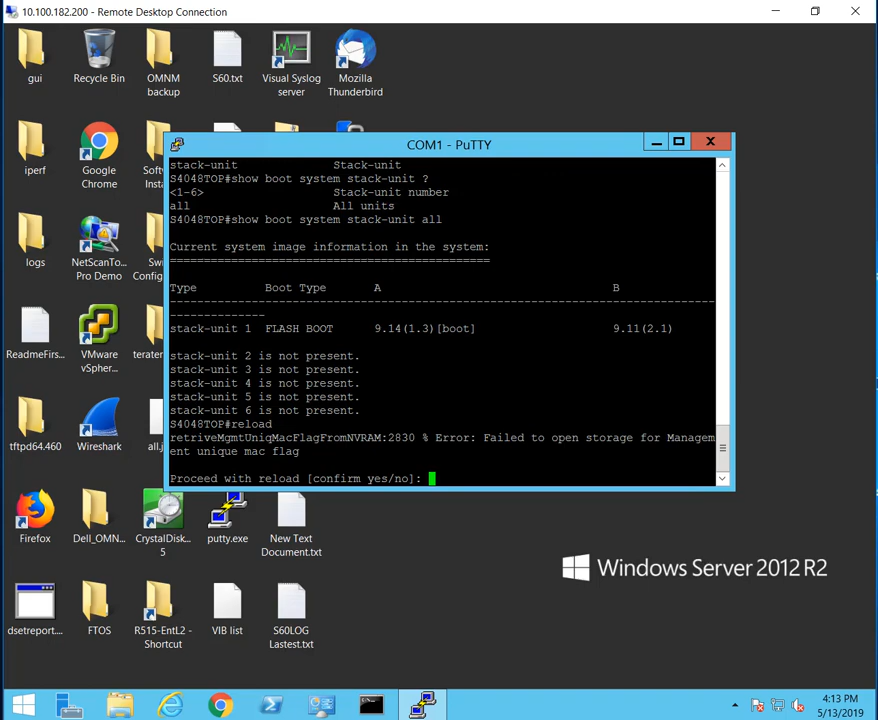 10.100.182.200 - Remote Desktop Connection
gui
Recycle Bin
OMNM
backup
S60.txt
Visual Syslog
server
Mozilla
Thunderbird
iperf
Google
Chrome
Soft
Insta
logs
NetScanTo...
Pro Demo
Swi
Config
ReadmeFirs...
VMware
vSpher...
terater
tftpd64.460
Wireshark
all.j
COM1 - PuTTY
stack-unit Stack-unit
S4048TOP#show boot system stack-unit ?
<1-6> Stack-unit number
all All units
S4048TOP#show boot system stack-unit all
Current system image information in the system:
===============================================
Type Boot Type A B
--------------------------------------------------------------------------------
--------------
stack-unit 1 FLASH BOOT 9.14(1.3)[boot] 9.11(2.1)
stack-unit 2 is not present.
stack-unit 3 is not present.
stack-unit 4 is not present.
stack-unit 5 is not present.
stack-unit 6 is not present.
S4048TOP#reload
retriveMgmtUniqMacFlagFromNVRAM:2830 % Error: Failed to open storage for Managem
ent unique mac flag
Proceed with reload [confirm yes/no]:
Firefox
Dell_OMN...
CrystalDisk...
5
putty.exe
New Text
Document.txt
Windows Server 2012 R2
dsetreport....
FTOS
R515-EntL2 -
Shortcut
VIB list
S60LOG
Lastest.txt
4:13 PM
5/13/2019